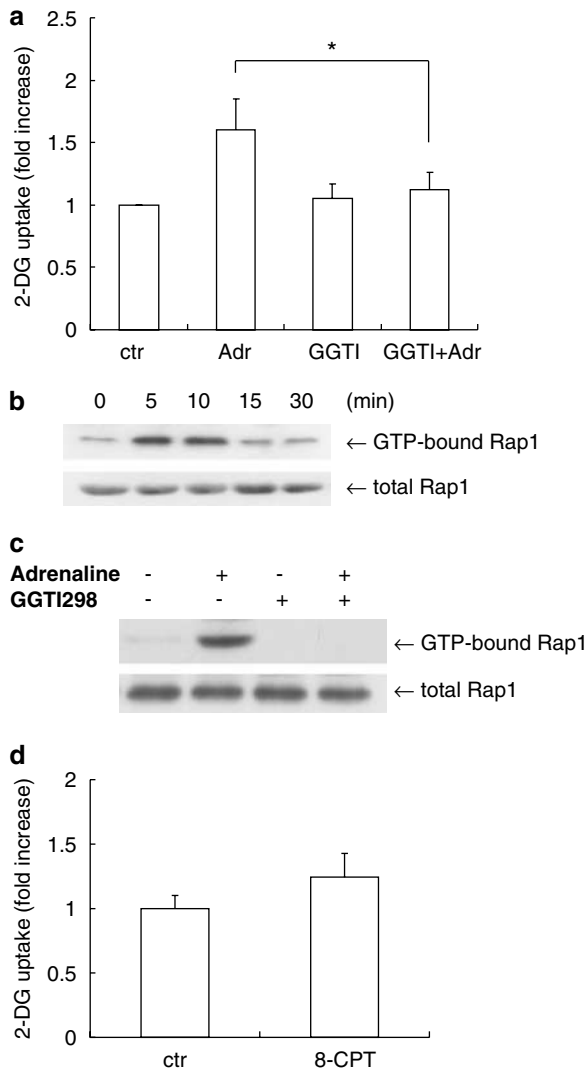 a
2.5
2
1.5
1
0.5
0
2-DG uptake (fold increase)
*
ctr Adr GGTI GGTI+Adr
b
0 5 10 15 30 (min)
← GTP-bound Rap1
← total Rap1
c
Adrenaline - + - +
GGTI298 - - + +
← GTP-bound Rap1
← total Rap1
d
2
1.5
1
0.5
0
2-DG uptake (fold increase)
ctr 8-CPT